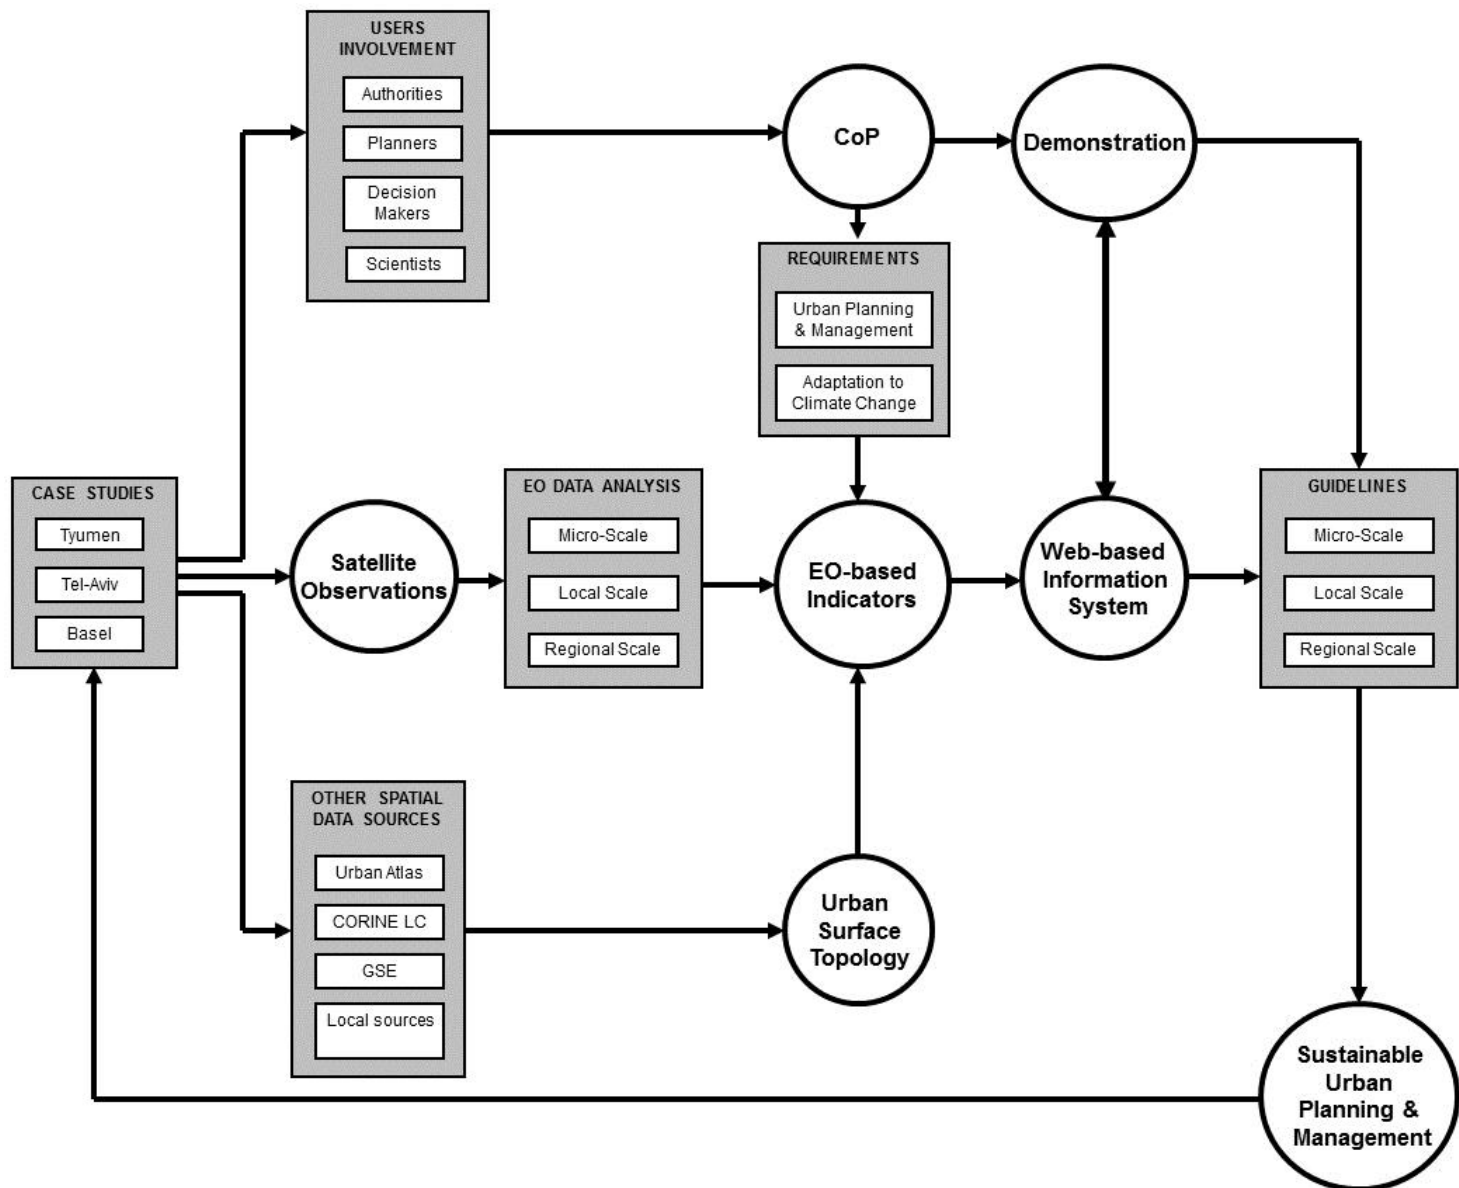 USERS
INVOLVEMENT
Authorities
Planners
Decision
Makers
Scientists
CoP
Demonstration
REQUIREMENTS
Urban Planning
& Management
Adaptation to
Climate Change
CASE STUDIES
Tyumen
Tel-Aviv
Basel
Satellite
Observations
EO DATA ANALYSIS
Micro-Scale
Local Scale
Regional Scale
EO-based
Indicators
Web-based
Information
System
GUIDELINES
Micro-Scale
Local Scale
Regional Scale
OTHER SPATIAL
DATA SOURCES
Urban Atlas
CORINE LC
GSE
Local sources
Urban
Surface
Topology
Sustainable
Urban
Planning &
Management